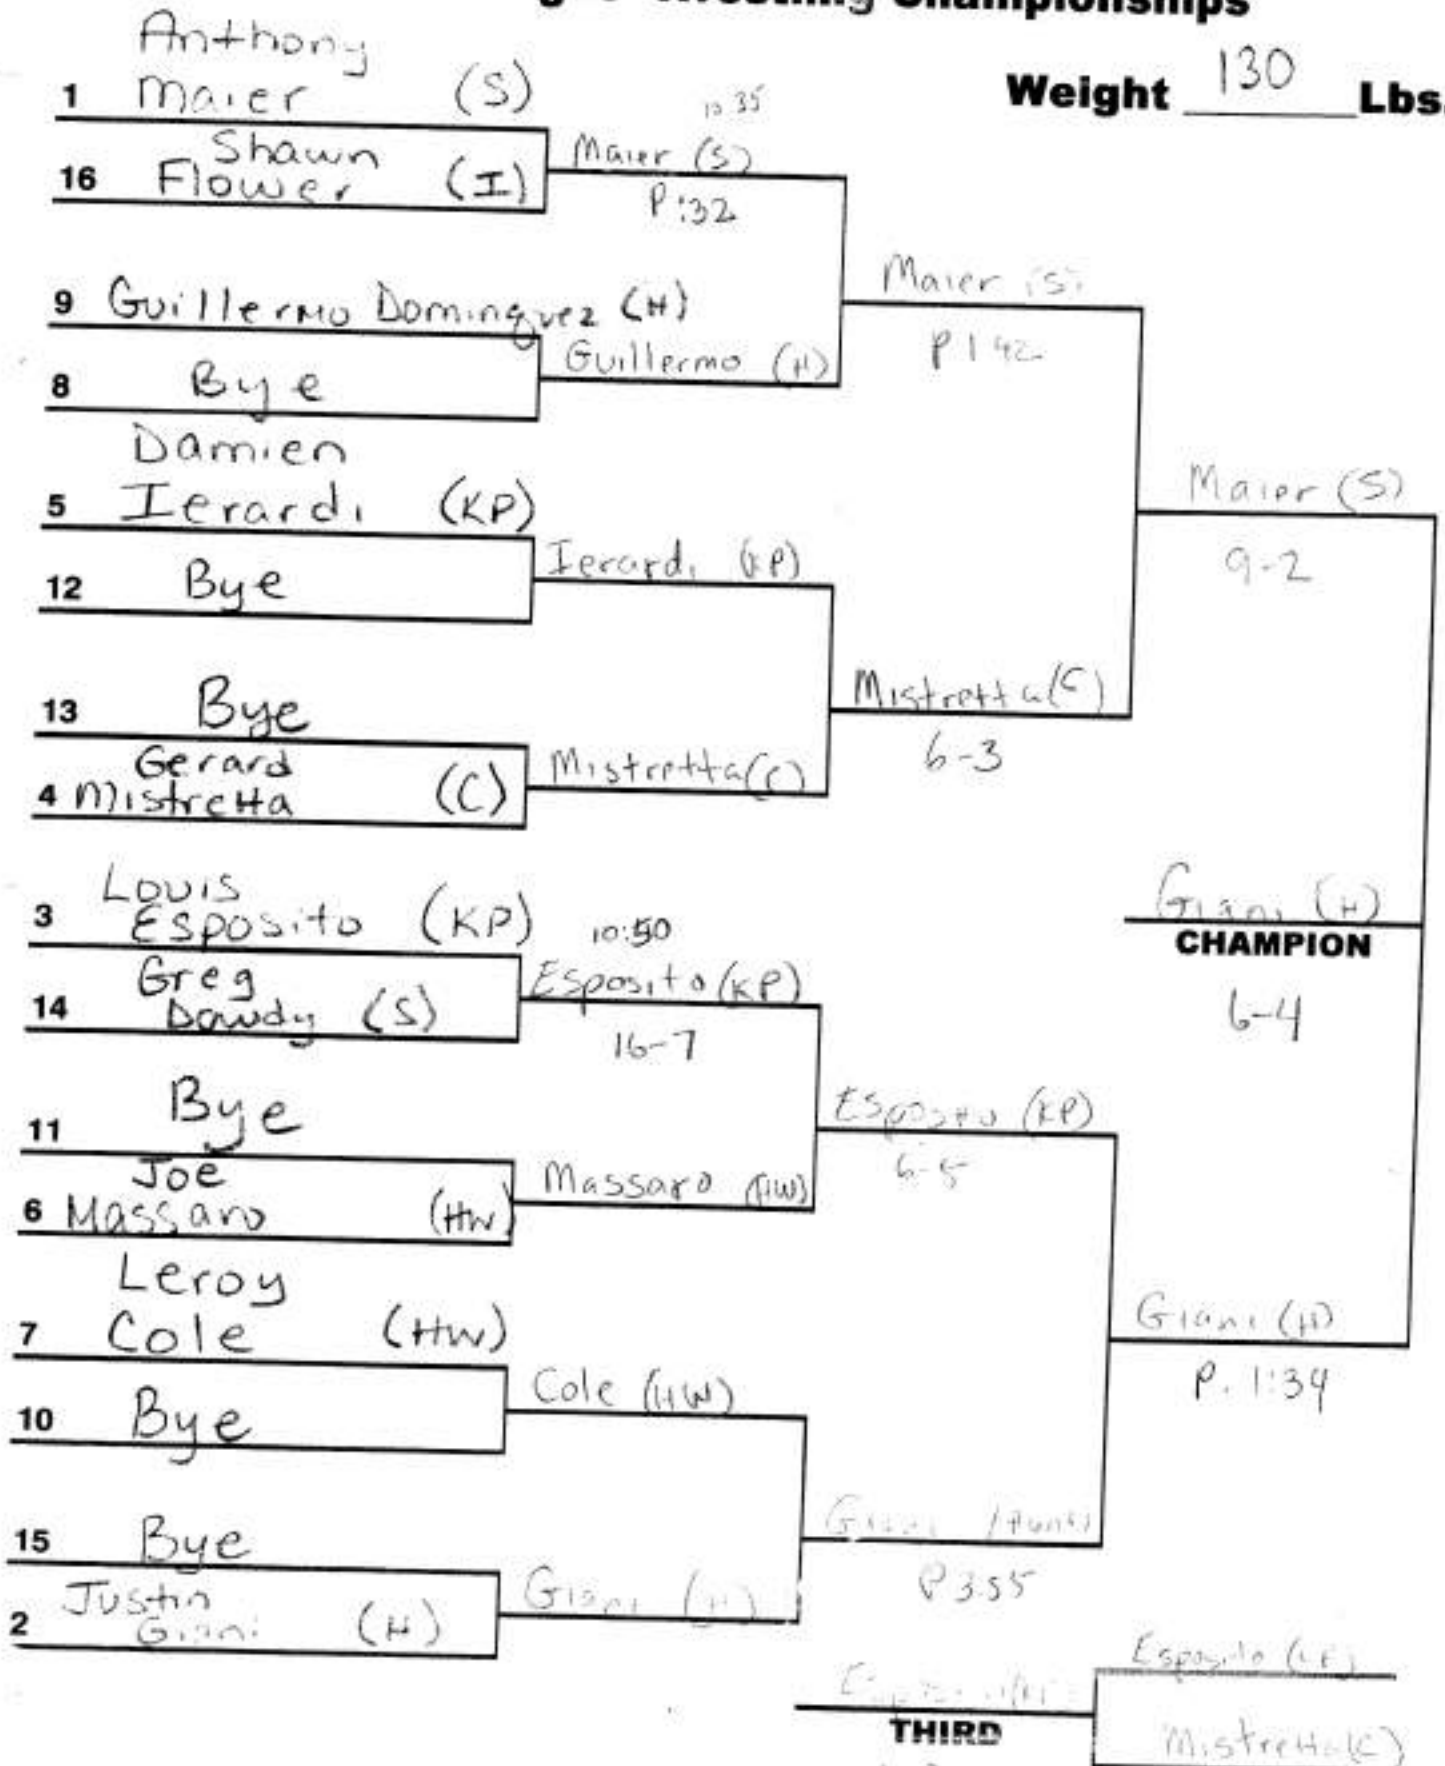 Wrestling Championships
Weight 130 Lbs.
Anthony
1 Maier (S)
10 35
Shawn
16 Flower (I)
Maier (S)
P :32
9 Guillermo Dominquez (H)
8 Bye
Guillermo (H)
Maier (S)
P 1 42
Damien
5 Ierardi (KP)
12 Bye
Ierardi (KP)
13 Bye
Gerard
4 Mistretta (C)
Mistretta (C)
Mistretta (C)
6-3
Maier (S)
9-2
Louis
3 Esposito (KP)
10:50
Greg
14 Dowdy (S)
Esposito (KP)
16-7
11 Bye
Joe
6 Massaro (HW)
Massaro (HW)
Esposito (KP)
6-5
Leroy
7 Cole (HW)
10 Bye
Cole (HW)
15 Bye
Justin
2 Giani (H)
Giani (H)
Giani
P 3 55
Giani (H)
P. 1:34
Giani (H)
CHAMPION
6-4
Esposito (KP)
THIRD
Mistretta (C)